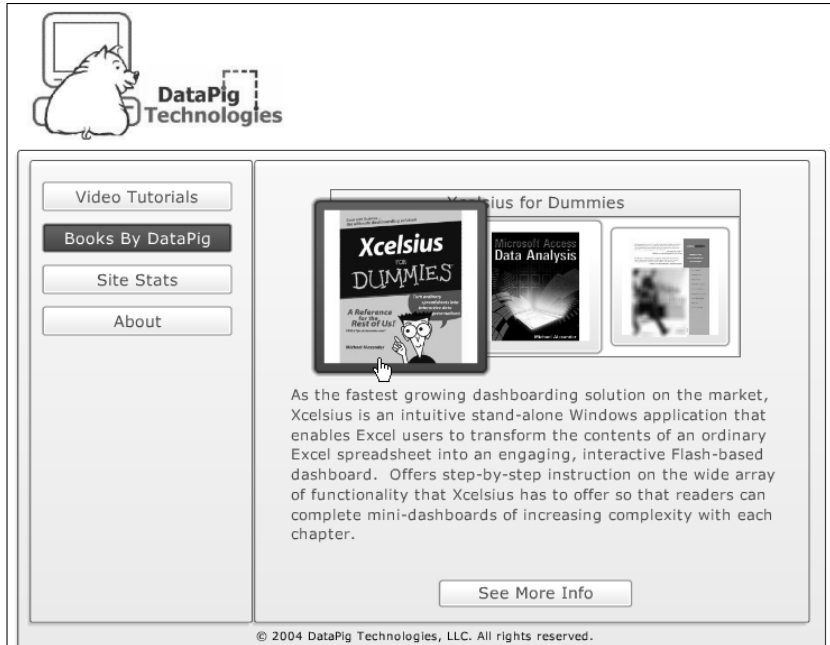 DataPig
Technologies
Video Tutorials
Books By DataPig
Site Stats
About
Xcelsius for Dummies
Xcelsius
FOR
DUMMIES
A Reference
for the
Rest of Us!
Michael Alexander
Microsoft Access
Data Analysis
Michael Alexander
As the fastest growing dashboarding solution on the market,
Xcelsius is an intuitive stand-alone Windows application that
enables Excel users to transform the contents of an ordinary
Excel spreadsheet into an engaging, interactive Flash-based
dashboard.  Offers step-by-step instruction on the wide array
of functionality that Xcelsius has to offer so that readers can
complete mini-dashboards of increasing complexity with each
chapter.
See More Info
© 2004 DataPig Technologies, LLC. All rights reserved.